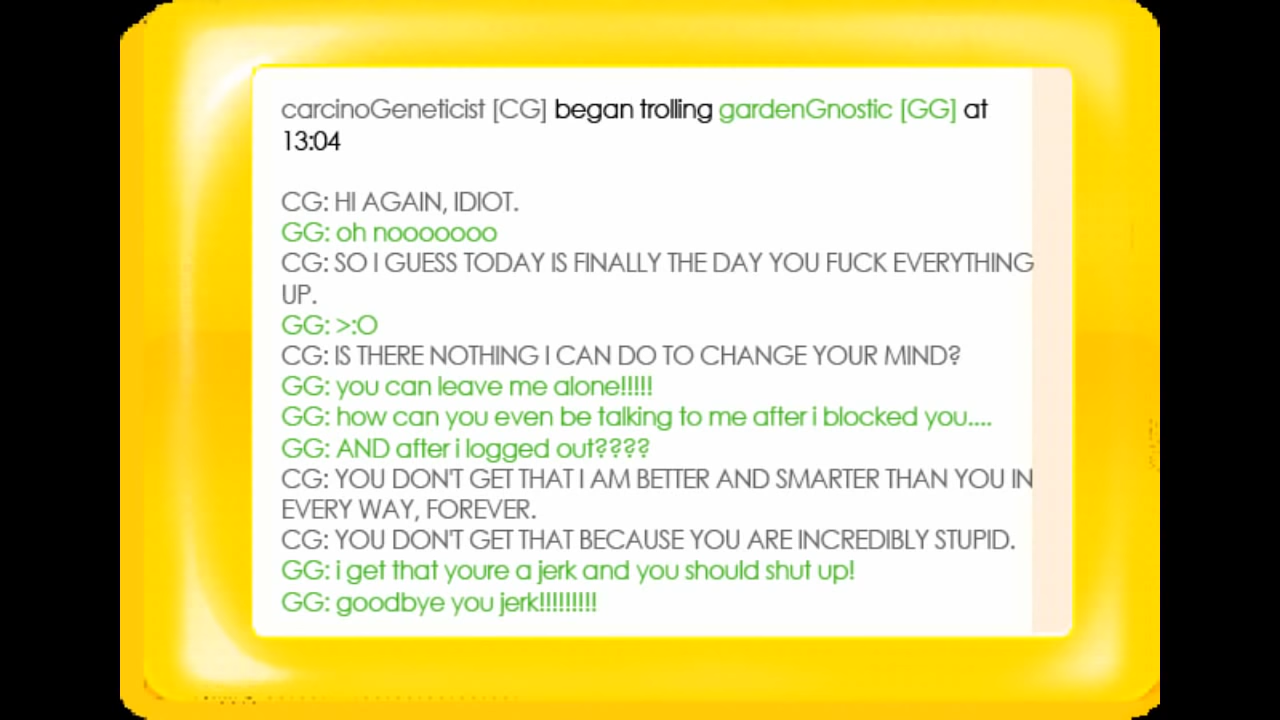 carcinoGeneticist [CG] began trolling gardenGnostic [GG] at
13:04
CG: HI AGAIN, IDIOT.
GG: oh nooooooo
CG: SO I GUESS TODAY IS FINALLY THE DAY YOU FUCK EVERYTHING
UP.
GG: >:O
CG: IS THERE NOTHING I CAN DO TO CHANGE YOUR MIND?
GG: you can leave me alone!!!!!
GG: how can you even be talking to me after i blocked you....
GG: AND after i logged out????
CG: YOU DON'T GET THAT I AM BETTER AND SMARTER THAN YOU IN
EVERY WAY, FOREVER.
CG: YOU DON'T GET THAT BECAUSE YOU ARE INCREDIBLY STUPID.
GG: i get that youre a jerk and you should shut up!
GG: goodbye you jerk!!!!!!!!!